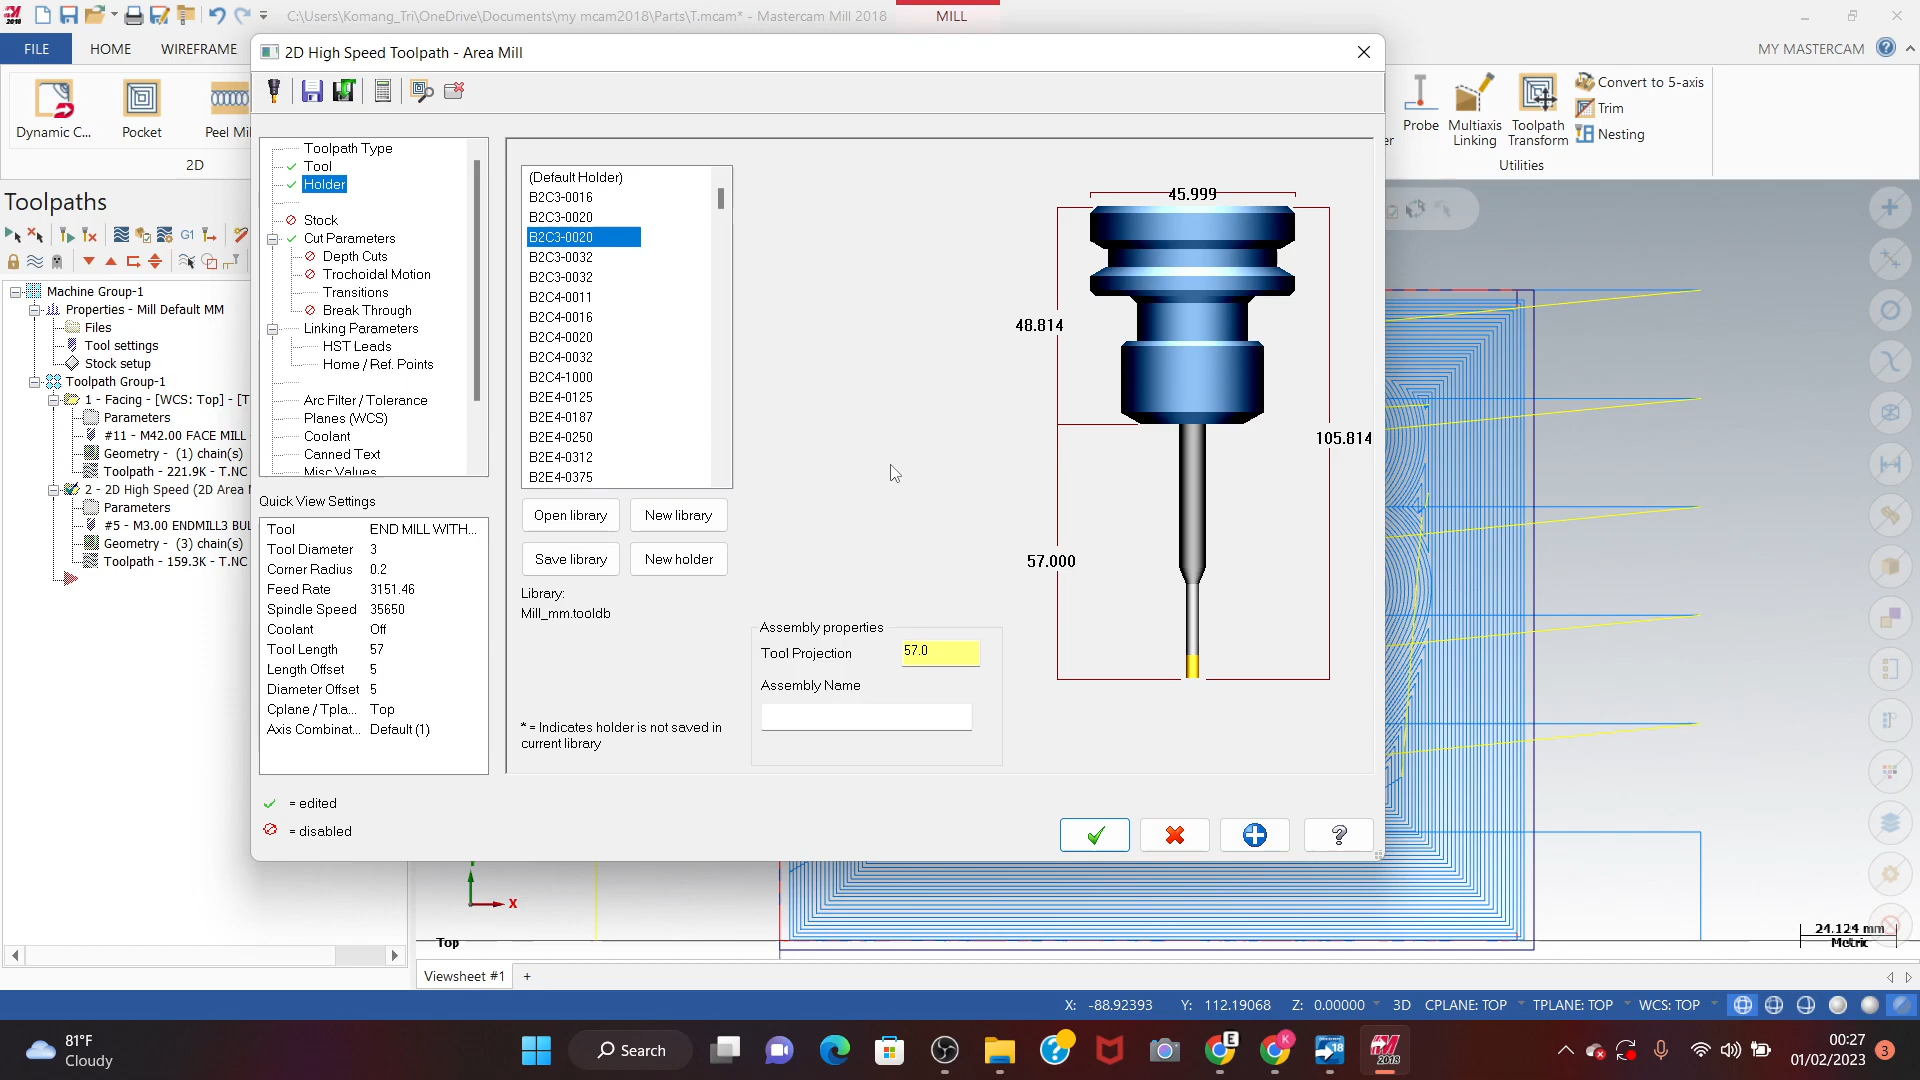 C:\Users\Komang_Tri\OneDrive\Documents\my mcam2018\Parts\T.mcam* - Mastercam Mill 2018
MILL
FILE
HOME
WIREFRAME
MY MASTERCAM
2D High Speed Toolpath - Area Mill
Dynamic C...
Pocket
Peel Mil
2D
Probe
Multiaxis
Linking
Toolpath
Transform
Convert to 5-axis
Trim
Nesting
Utilities
Toolpaths
G1
Machine Group-1
Properties - Mill Default MM
Files
Tool settings
Stock setup
Toolpath Group-1
1 - Facing - [WCS: Top] - [T
Parameters
#11 - M42.00 FACE MILL
Geometry - (1) chain(s)
Toolpath - 221.9K - T.NC
2 - 2D High Speed (2D Area M
Parameters
#5 - M3.00 ENDMILL3 BUL
Geometry - (3) chain(s)
Toolpath - 159.3K - T.NC
Toolpath Type
Tool
Holder
Stock
Cut Parameters
Depth Cuts
Trochoidal Motion
Transitions
Break Through
Linking Parameters
HST Leads
Home / Ref. Points
Arc Filter / Tolerance
Planes (WCS)
Coolant
Canned Text
Misc Values
Quick View Settings
Tool END MILL WITH...
Tool Diameter 3
Corner Radius 0.2
Feed Rate 3151.46
Spindle Speed 35650
Coolant Off
Tool Length 57
Length Offset 5
Diameter Offset 5
Cplane / Tpla... Top
Axis Combinat... Default (1)
= edited
= disabled
(Default Holder)
B2C3-0016
B2C3-0020
B2C3-0020
B2C3-0032
B2C3-0032
B2C4-0011
B2C4-0016
B2C4-0020
B2C4-0032
B2C4-1000
B2E4-0125
B2E4-0187
B2E4-0250
B2E4-0312
B2E4-0375
Open library
New library
Save library
New holder
Library:
Mill_mm.tooldb
* = Indicates holder is not saved in
current library
Assembly properties
Tool Projection 57.0
Assembly Name
45.999
48.814
105.814
57.000
X
Top
24.124 mm
Metric
Viewsheet #1 +
X: -88.92393 Y: 112.19068 Z: 0.00000 3D CPLANE: TOP TPLANE: TOP WCS: TOP
81°F
Cloudy
Search
E
K
18
2018
00:27
01/02/2023
3